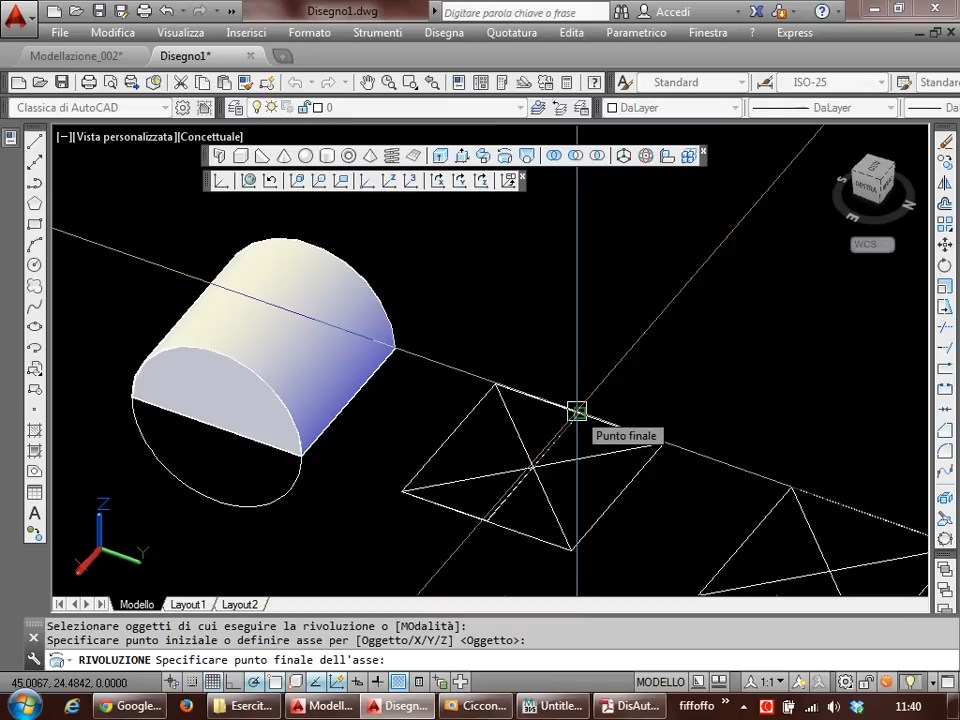 Disegno1.dwg
Digitare parola chiave o frase
Accedi
File Modifica Visualizza Inserisci Formato Strumenti Disegna Quotatura Edita Parametrico Finestra ? Express
Modellazione_002*
Disegno1*
Standard
ISO-25
Standard
Classica di AutoCAD
0
DaLayer
DaLayer
[−][Vista personalizzata][Concettuale]
DESTRA
S
N
E
WCS
Punto finale
Z
Y
X
Modello Layout1 Layout2
Selezionare oggetti di cui eseguire la rivoluzione o [MOdalità]:
Specificare punto iniziale o definire asse per [Oggetto/X/Y/Z] <Oggetto>:
RIVOLUZIONE Specificare punto finale dell'asse:
45.0067, 24.4842, 0.0000
MODELLO
1:1
Google...
Esercit...
Modell...
Disegn...
Ciccon...
Untitle...
DisAut...
fiffoffo
11:40